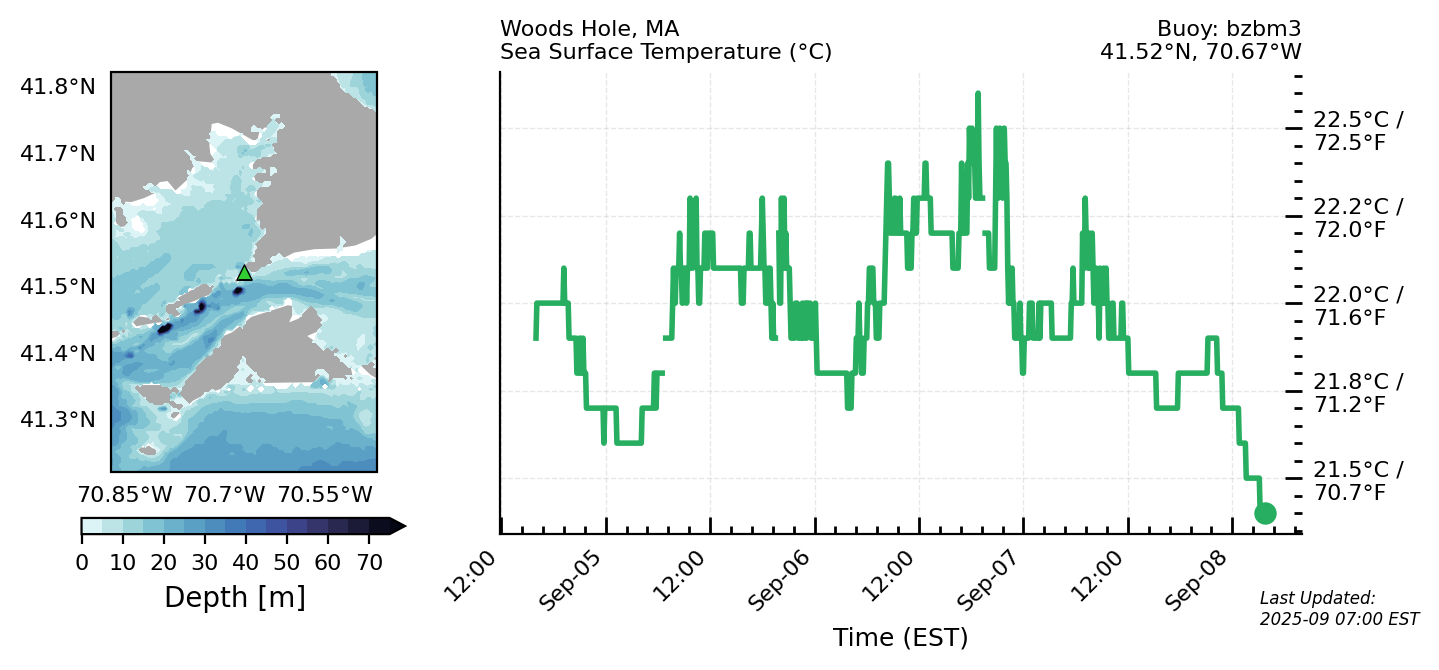 Woods Hole, MA
Sea Surface Temperature (°C)
Buoy: bzbm3
41.52°N, 70.67°W
41.8°N
41.7°N
41.6°N
41.5°N
41.4°N
41.3°N
70.85°W 70.7°W 70.55°W
0 10 20 30 40 50 60 70
Depth [m]
22.5°C /
72.5°F
22.2°C /
72.0°F
22.0°C /
71.6°F
21.8°C /
71.2°F
21.5°C /
70.7°F
12:00
Sep-05
12:00
Sep-06
12:00
Sep-07
12:00
Sep-08
Time (EST)
Last Updated:
2025-09 07:00 EST